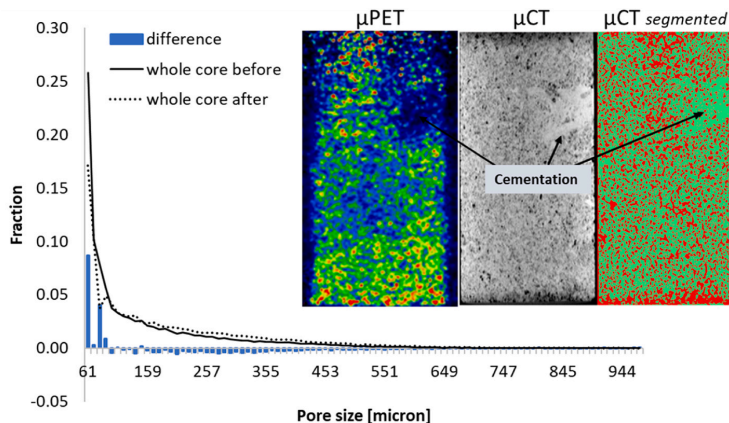 μPET
μCT
μCT segmented
0.30
0.25
0.20
0.15
0.10
0.05
0.00
-0.05
Fraction
difference
whole core before
whole core after
Cementation
61 159 257 355 453 551 649 747 845 944
Pore size [micron]